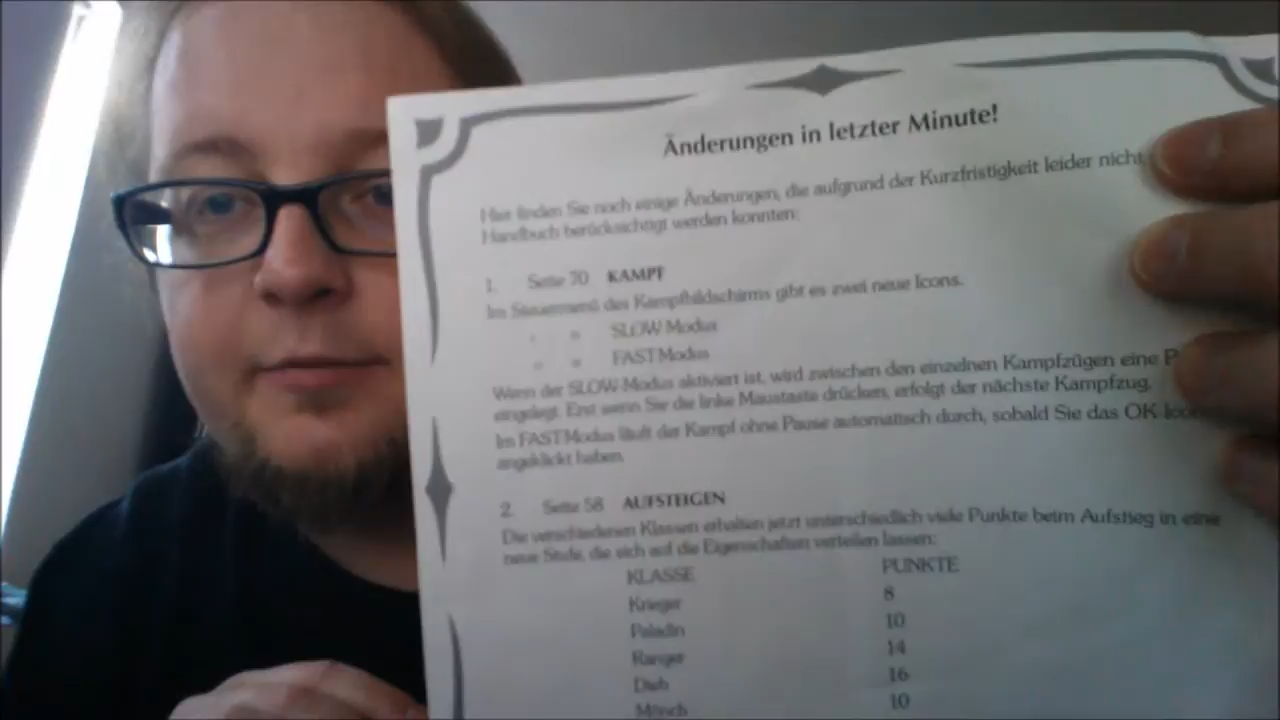 Änderungen in letzter Minute!
Hier finden Sie noch einige Änderungen, die aufgrund der Kurzfristigkeit leider nicht
Handbuch berücksichtigt werden konnten:
1. Seite 70 KAMPF
Im Steuermenü des Kampfbildschirms gibt es zwei neue Icons.
" = SLOW Modus
" = FAST Modus
Wenn der SLOW-Modus aktiviert ist, wird zwischen den einzelnen Kampfzügen eine P
eingelegt. Erst wenn Sie die linke Maustaste drücken, erfolgt der nächste Kampfzug.
Im FAST Modus läuft der Kampf ohne Pause automatisch durch, sobald Sie das OK Icon
angeklickt haben.
2. Seite 58 AUFSTEIGEN
Die verschiedenen Klassen erhalten jetzt unterschiedlich viele Punkte beim Aufstieg in eine
neue Stufe, die sich auf die Eigenschaften verteilen lassen:
KLASSE PUNKTE
Krieger 8
Paladin 10
Ranger 14
Dieb 16
Mönch 10